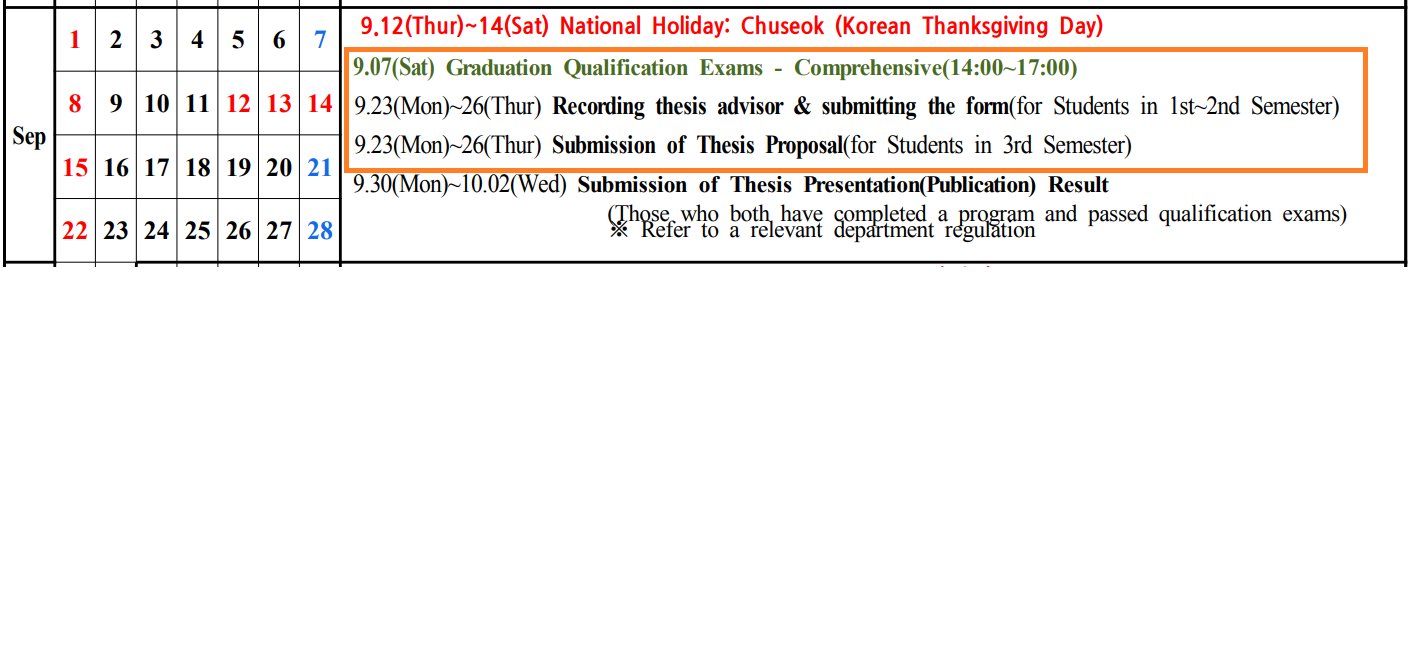 Sep
1 2 3 4 5 6 7
8 9 10 11 12 13 14
15 16 17 18 19 20 21
22 23 24 25 26 27 28
9.12(Thur)~14(Sat) National Holiday: Chuseok (Korean Thanksgiving Day)
9.07(Sat) Graduation Qualification Exams - Comprehensive(14:00~17:00)
9.23(Mon)~26(Thur) Recording thesis advisor & submitting the form(for Students in 1st~2nd Semester)
9.23(Mon)~26(Thur) Submission of Thesis Proposal(for Students in 3rd Semester)
9.30(Mon)~10.02(Wed) Submission of Thesis Presentation(Publication) Result
(Those who both have completed a program and passed qualification exams)
※ Refer to a relevant department regulation